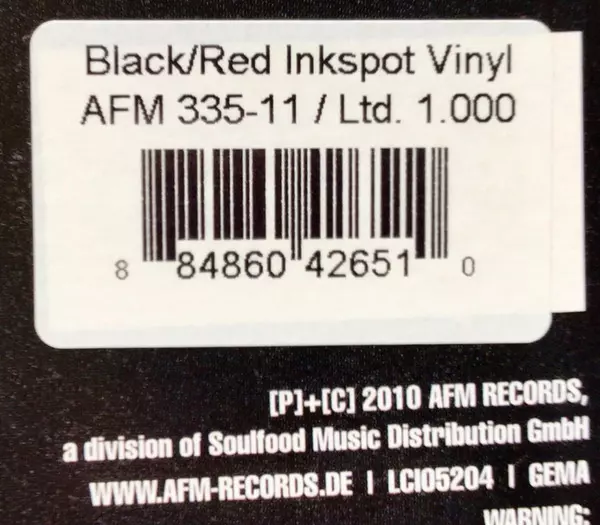 Black/Red Inkspot Vinyl
AFM 335-11 / Ltd. 1.000
8 84860 42651 0
[P]+[C] 2010 AFM RECORDS,
a division of Soulfood Music Distribution GmbH
WWW.AFM-RECORDS.DE | LCI05204 | GEMA
WARNING: